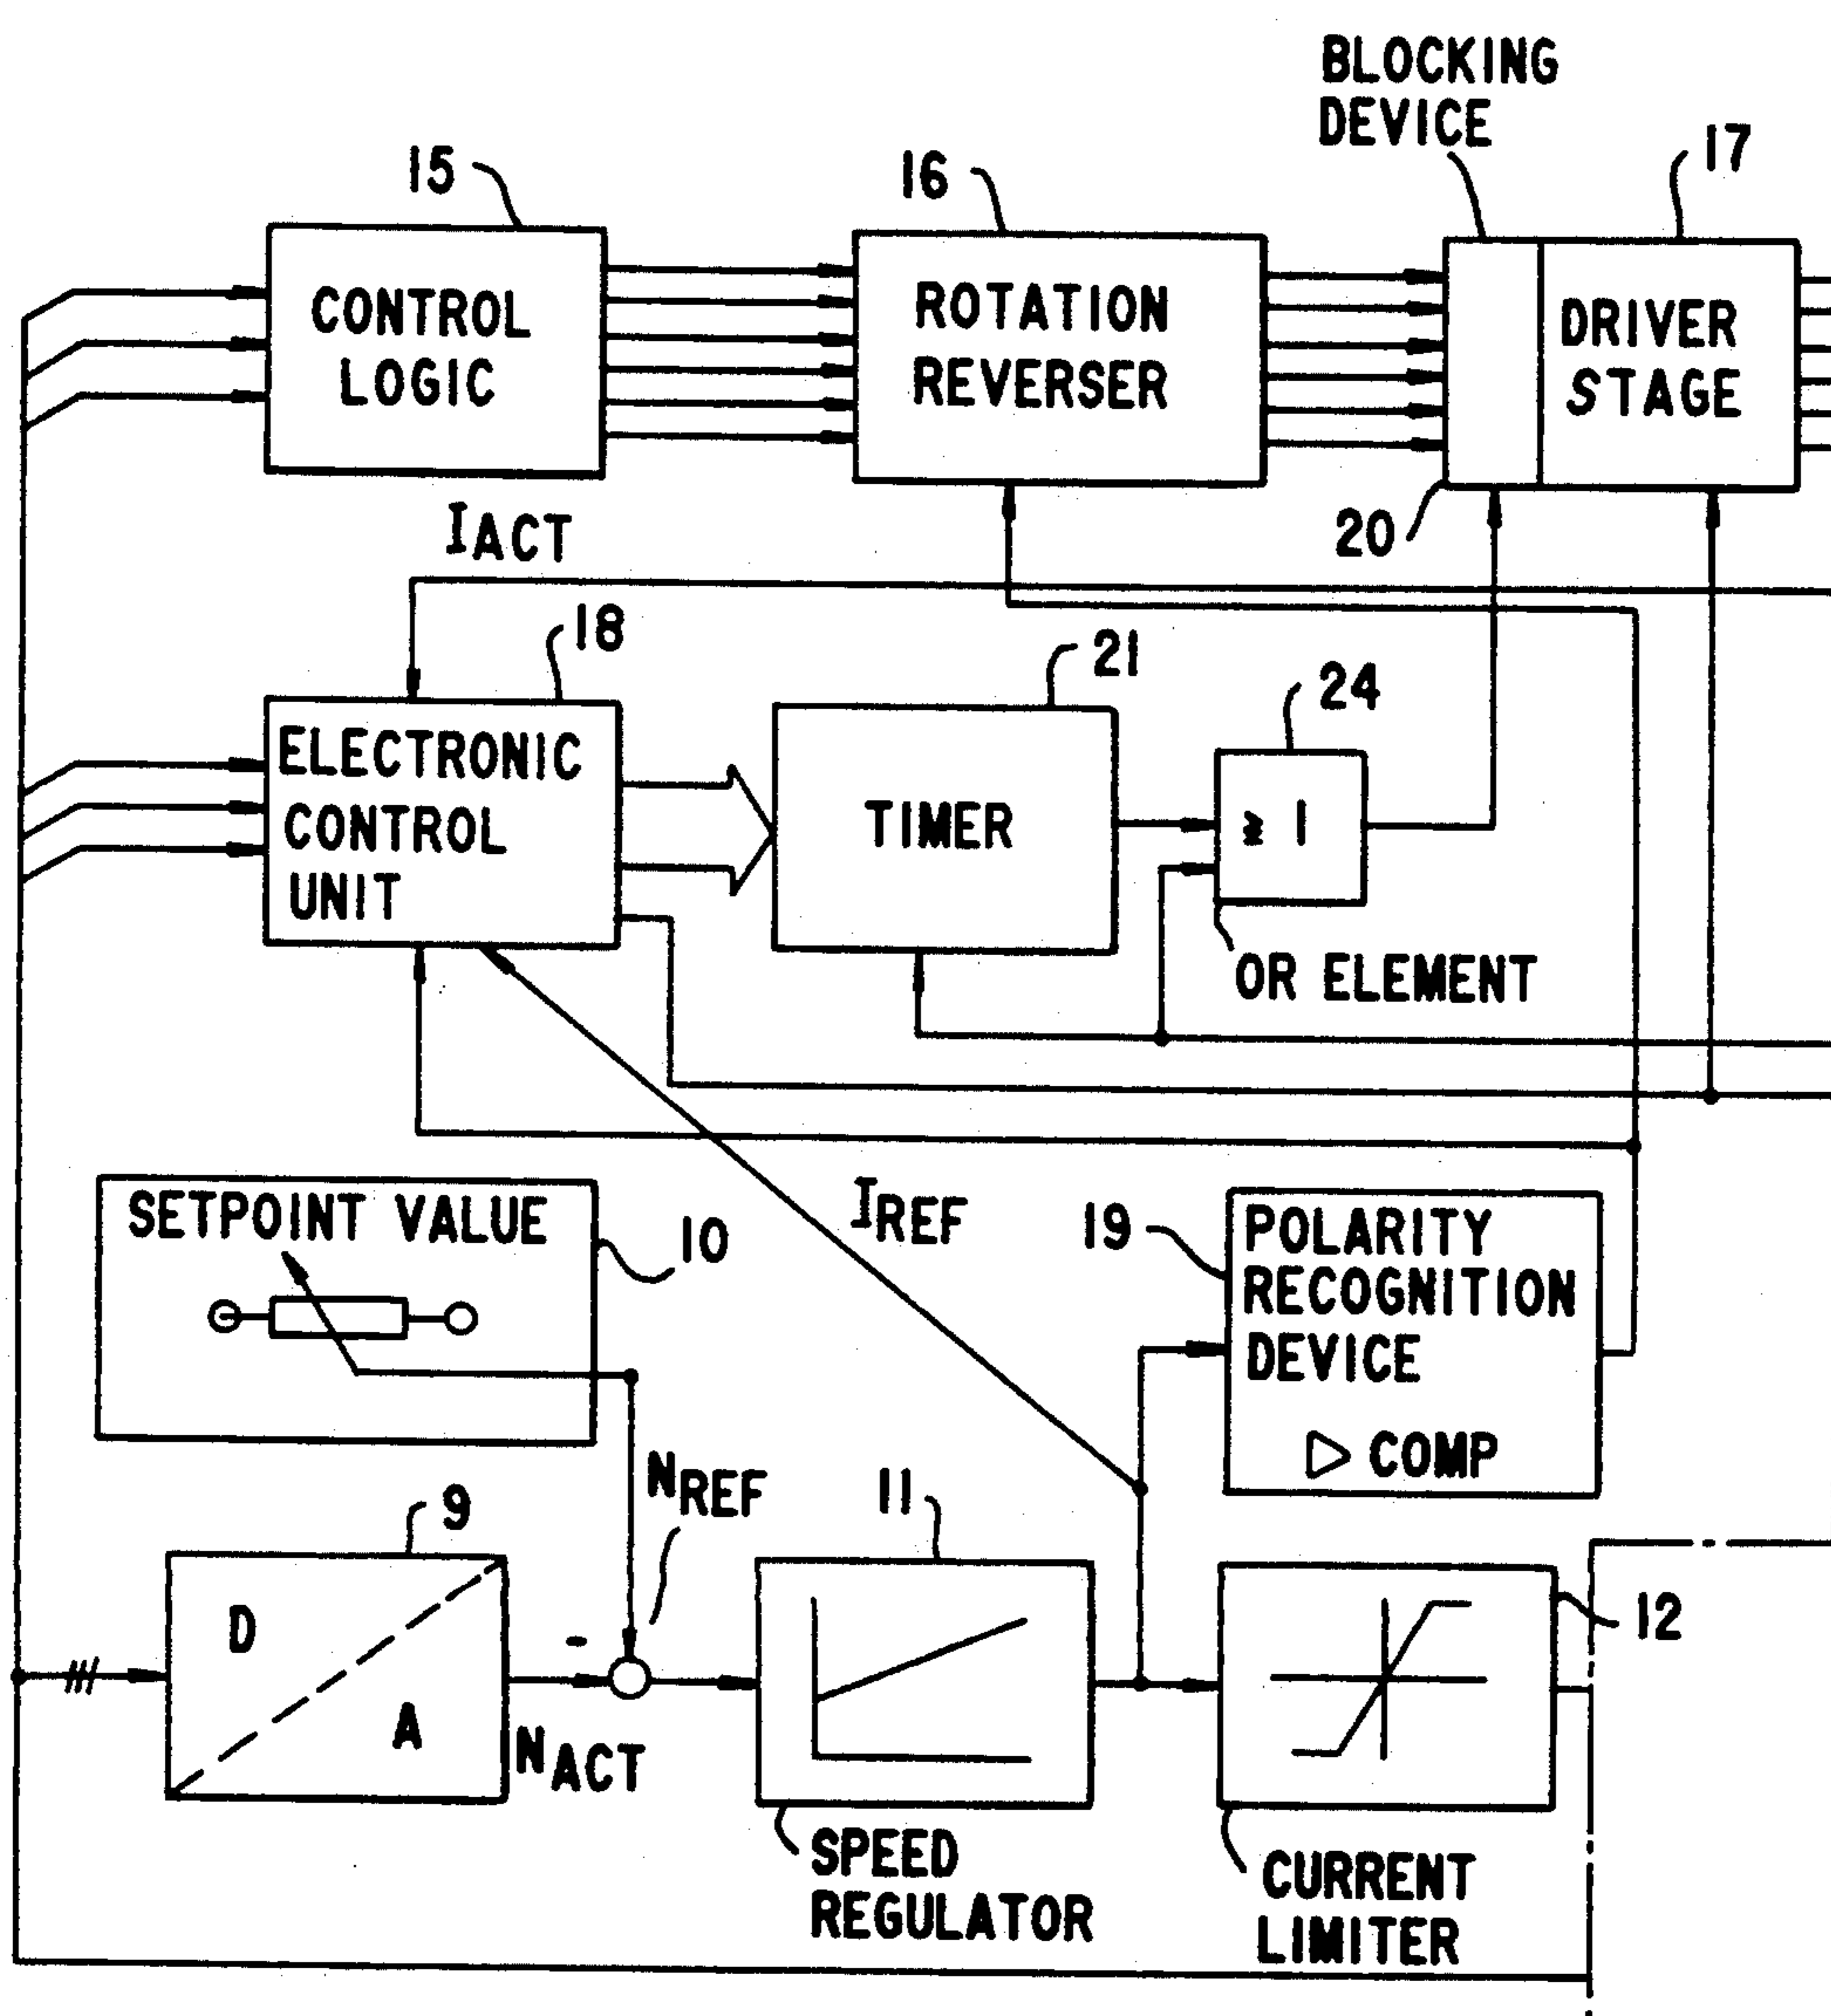 BLOCKING
DEVICE
15
16
17
CONTROL
LOGIC
ROTATION
REVERSER
DRIVER
STAGE
20
IACT
18
21
24
ELECTRONIC
CONTROL
UNIT
TIMER
≥ 1
OR ELEMENT
SETPOINT VALUE
10
IREF
19
POLARITY
RECOGNITION
DEVICE
▷ COMP
NREF
9
11
12
D
A
-
NACT
SPEED
REGULATOR
CURRENT
LIMITER